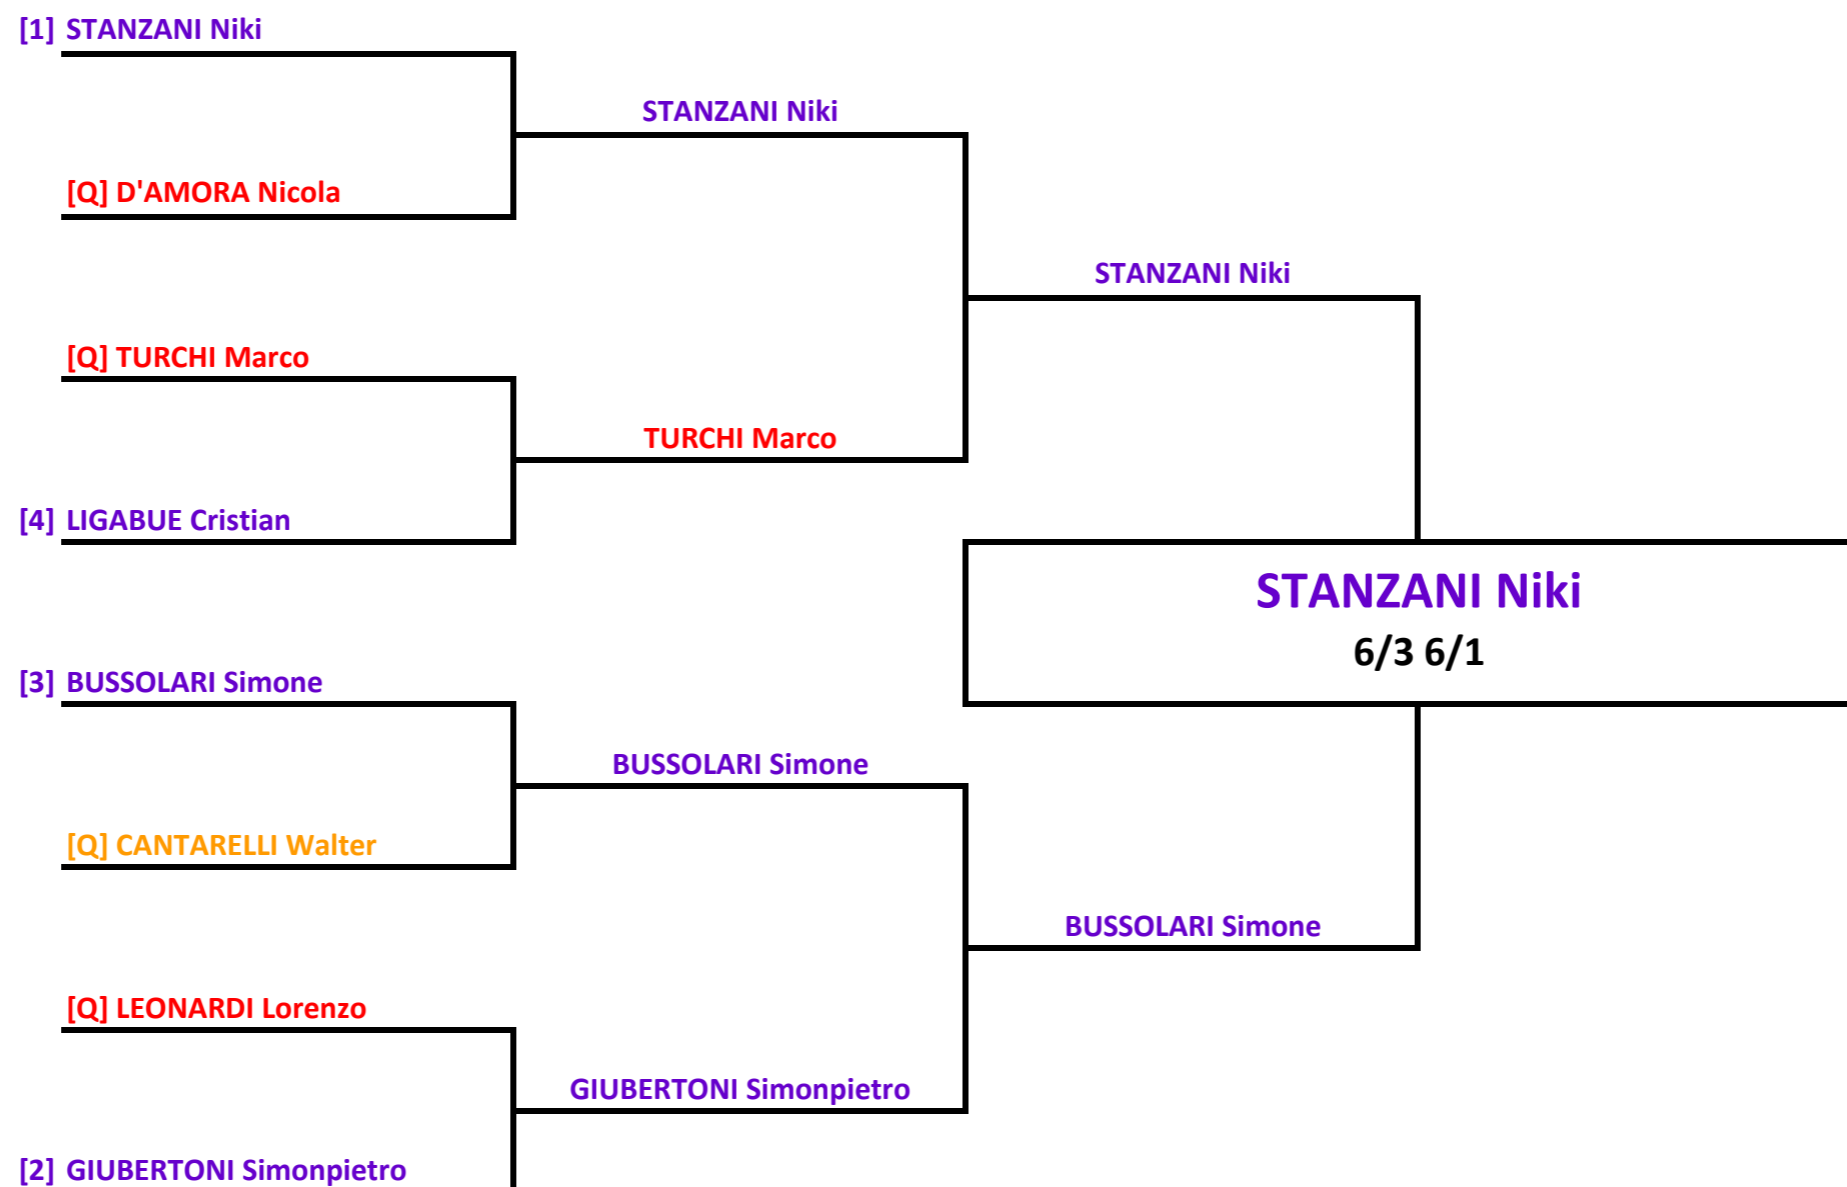 [1] STANZANI Niki
STANZANI Niki
[Q] D'AMORA Nicola
STANZANI Niki
[Q] TURCHI Marco
TURCHI Marco
[4] LIGABUE Cristian
STANZANI Niki
6/3 6/1
[3] BUSSOLARI Simone
BUSSOLARI Simone
[Q] CANTARELLI Walter
BUSSOLARI Simone
[Q] LEONARDI Lorenzo
GIUBERTONI Simonpietro
[2] GIUBERTONI Simonpietro